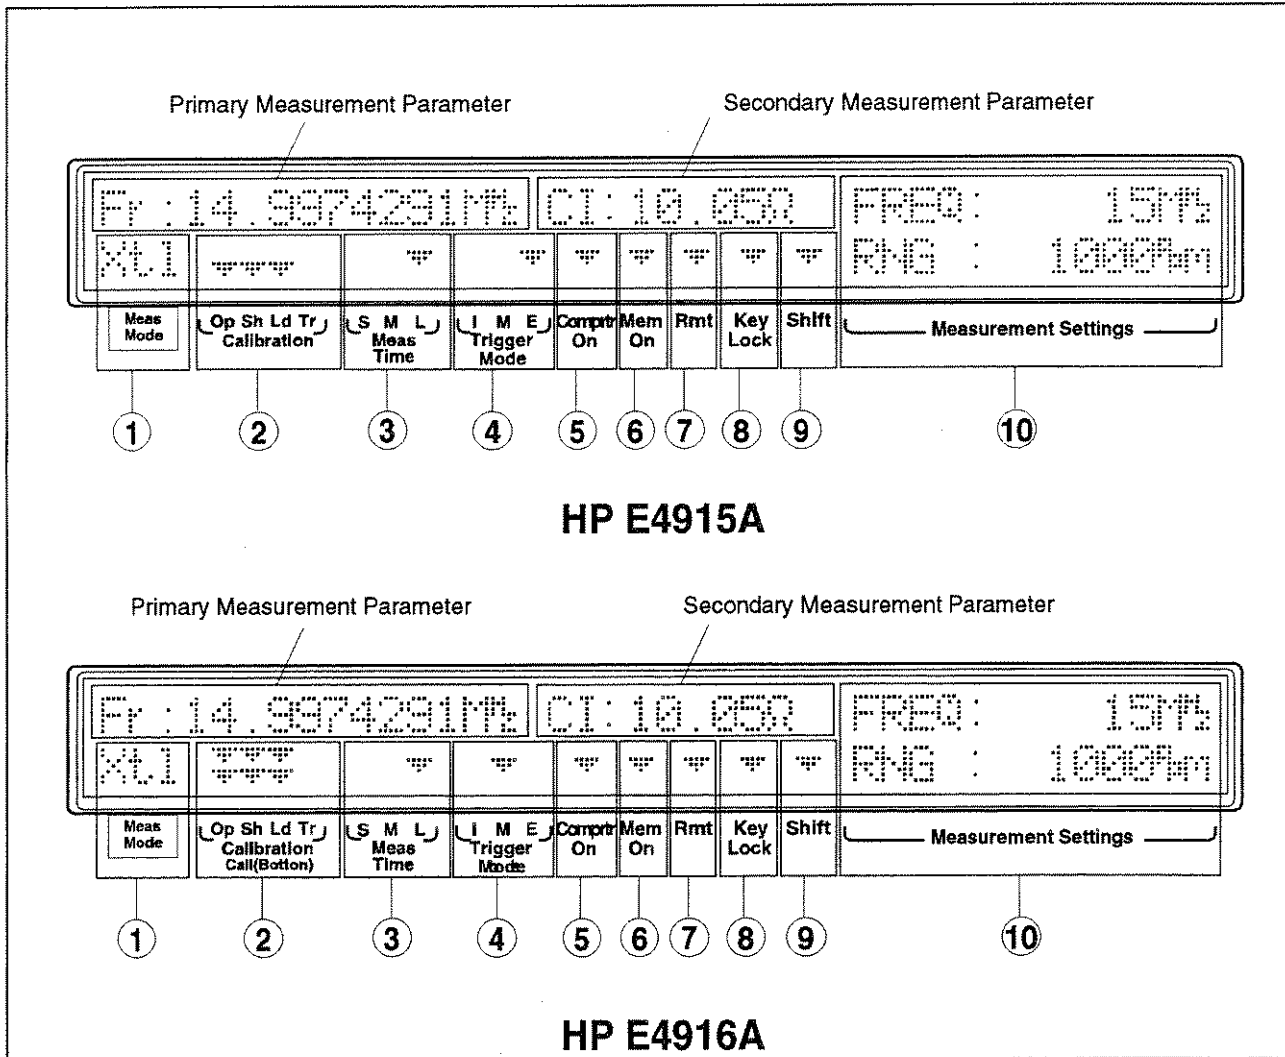 Primary Measurement Parameter Secondary Measurement Parameter
Fr:14.9974291MHz CI:10.05Ω FREQ: 15MHz
Xtl RNG : 1000Ppm
Meas Mode
Op Sh Ld Tr
Calibration
S M L
Meas
Time
I M E
Trigger
Mode
Comprtr
On
Mem
On
Rmt
Key
Lock
Shift
Measurement Settings
1 2 3 4 5 6 7 8 9 10
HP E4915A
Primary Measurement Parameter Secondary Measurement Parameter
Fr:14.9974291MHz CI:10.05Ω FREQ: 15MHz
Xtl RNG : 1000Ppm
Meas Mode
Op Sh Ld Tr
Calibration
Call(Botton)
S M L
Meas
Time
I M E
Trigger
Mode
Comprtr
On
Mem
On
Rmt
Key
Lock
Shift
Measurement Settings
1 2 3 4 5 6 7 8 9 10
HP E4916A